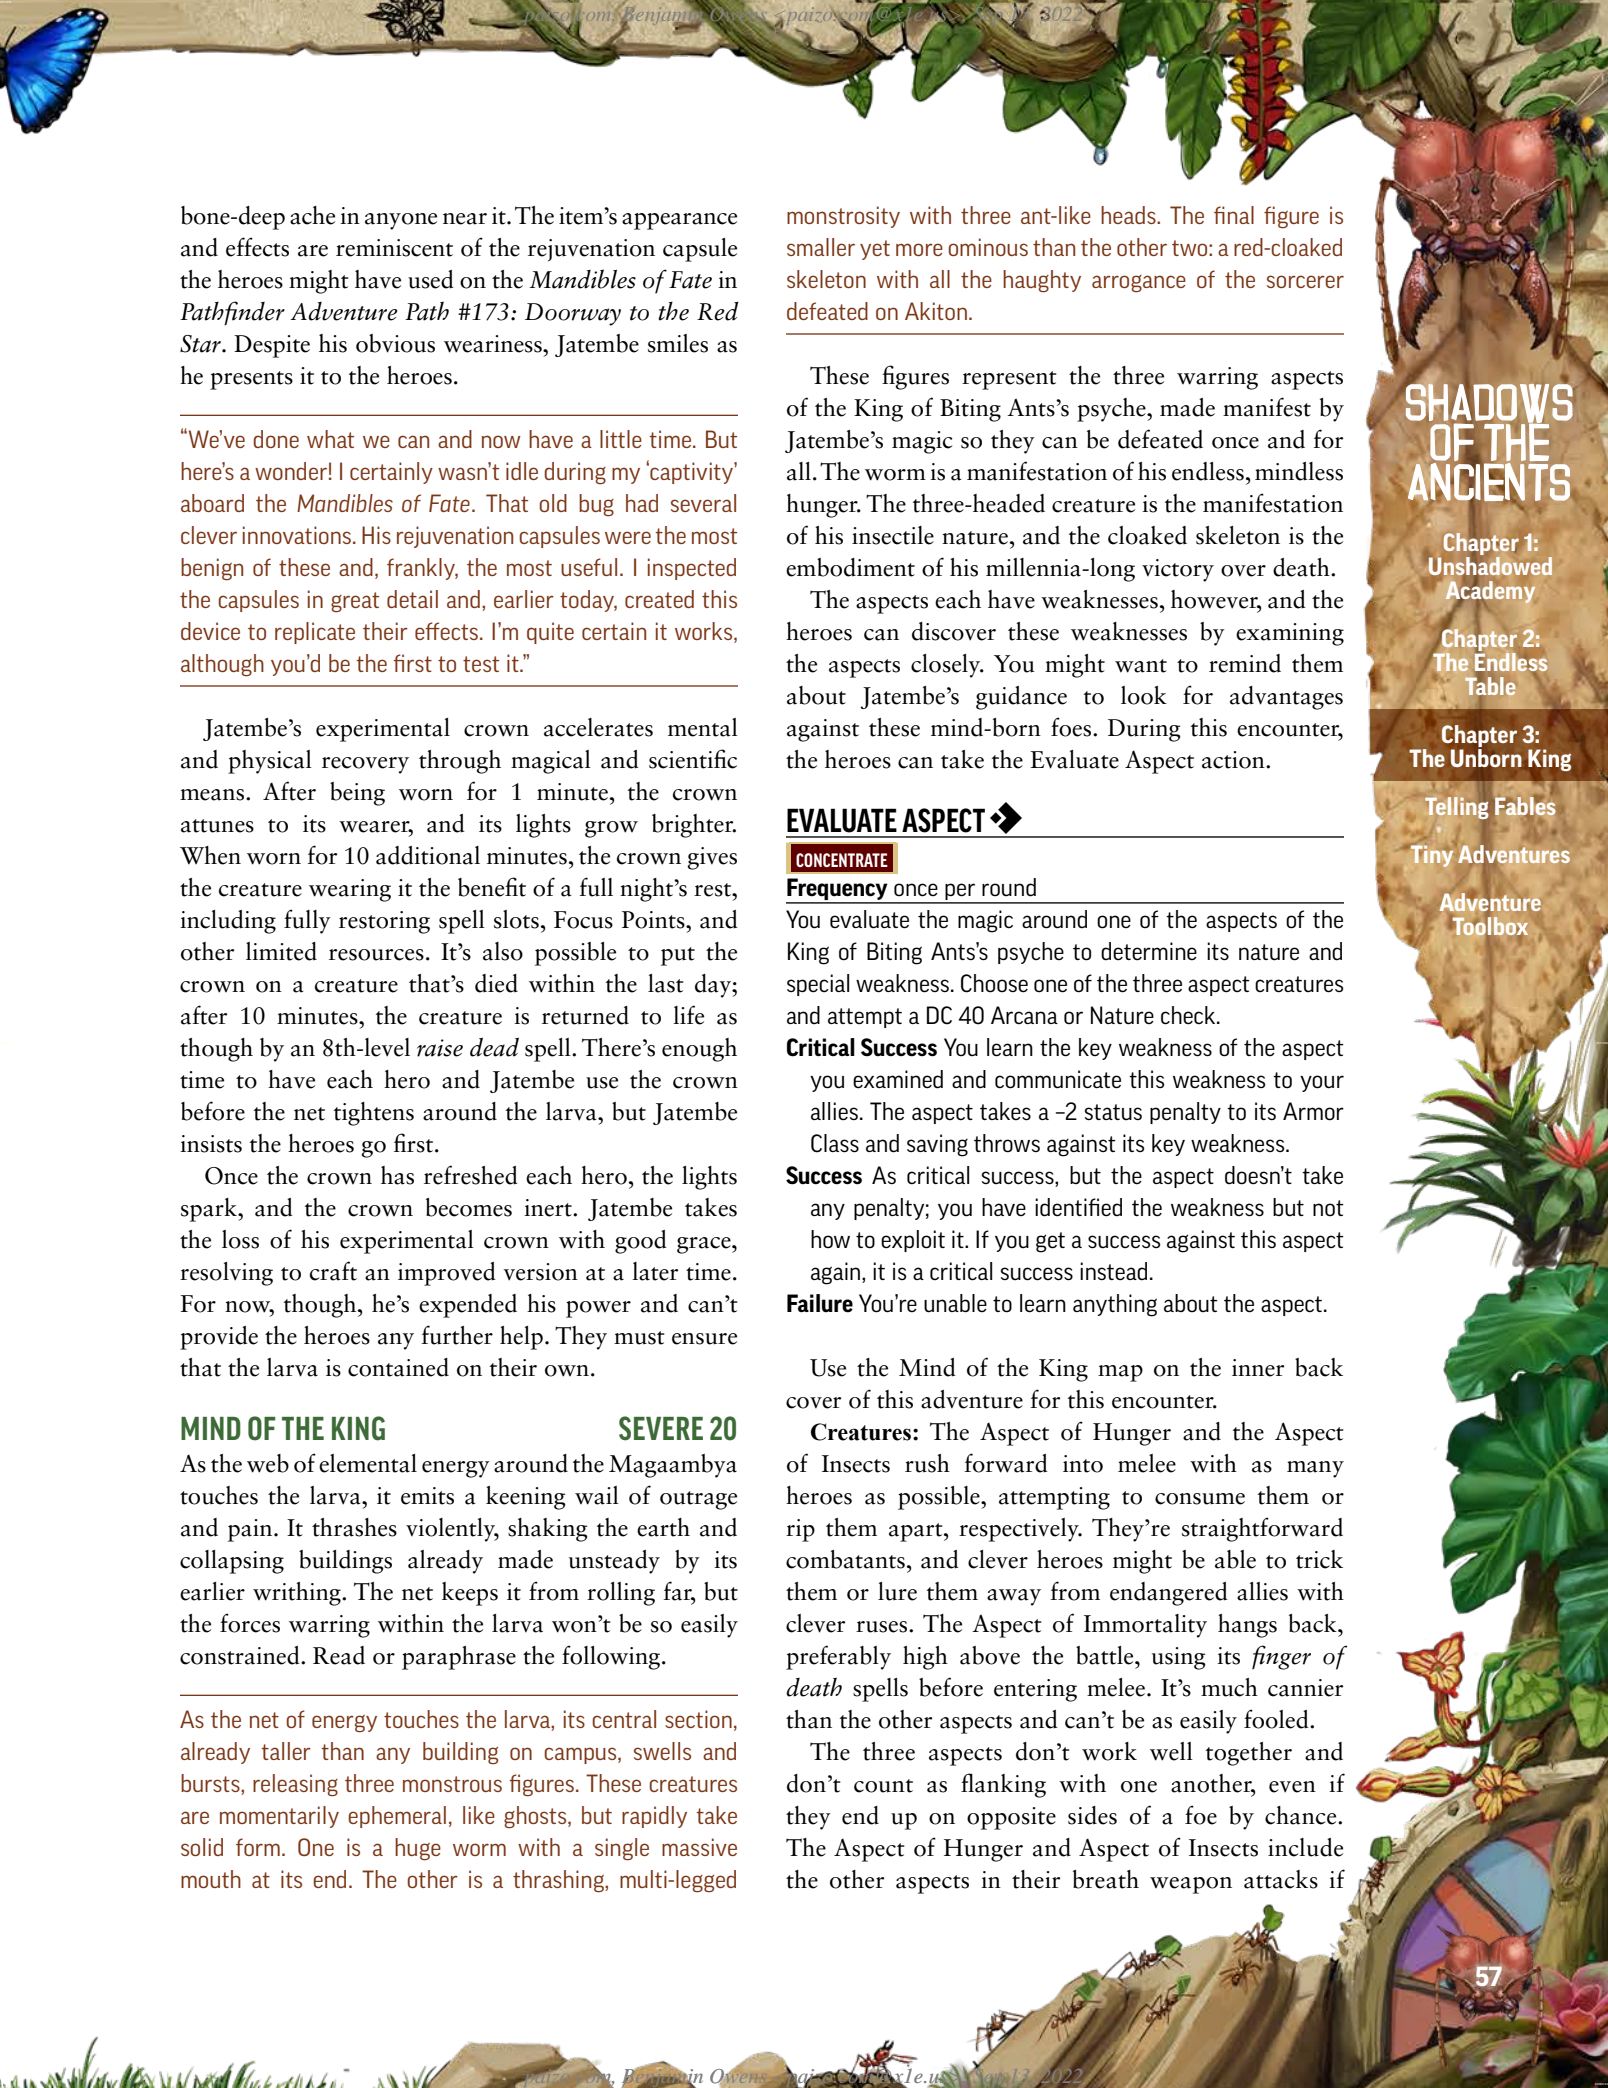 paizo.com, Benjamin Owens <paizo.com@x1e.us>, Sep 13, 2022
bone-deep ache in anyone near it. The item's appearance
and effects are reminiscent of the rejuvenation capsule
the heroes might have used on the Mandibles of Fate in
Pathfinder Adventure Path #173: Doorway to the Red
Star. Despite his obvious weariness, Jatembe smiles as
he presents it to the heroes.
“We've done what we can and now have a little time. But
here's a wonder! I certainly wasn't idle during my ‘captivity’
aboard the Mandibles of Fate. That old bug had several
clever innovations. His rejuvenation capsules were the most
benign of these and, frankly, the most useful. I inspected
the capsules in great detail and, earlier today, created this
device to replicate their effects. I'm quite certain it works,
although you'd be the first to test it.”
Jatembe's experimental crown accelerates mental
and physical recovery through magical and scientific
means. After being worn for 1 minute, the crown
attunes to its wearer, and its lights grow brighter.
When worn for 10 additional minutes, the crown gives
the creature wearing it the benefit of a full night's rest,
including fully restoring spell slots, Focus Points, and
other limited resources. It's also possible to put the
crown on a creature that's died within the last day;
after 10 minutes, the creature is returned to life as
though by an 8th-level raise dead spell. There's enough
time to have each hero and Jatembe use the crown
before the net tightens around the larva, but Jatembe
insists the heroes go first.
Once the crown has refreshed each hero, the lights
spark, and the crown becomes inert. Jatembe takes
the loss of his experimental crown with good grace,
resolving to craft an improved version at a later time.
For now, though, he's expended his power and can't
provide the heroes any further help. They must ensure
that the larva is contained on their own.
MIND OF THE KING SEVERE 20
As the web of elemental energy around the Magaambya
touches the larva, it emits a keening wail of outrage
and pain. It thrashes violently, shaking the earth and
collapsing buildings already made unsteady by its
earlier writhing. The net keeps it from rolling far, but
the forces warring within the larva won't be so easily
constrained. Read or paraphrase the following.
As the net of energy touches the larva, its central section,
already taller than any building on campus, swells and
bursts, releasing three monstrous figures. These creatures
are momentarily ephemeral, like ghosts, but rapidly take
solid form. One is a huge worm with a single massive
mouth at its end. The other is a thrashing, multi-legged
monstrosity with three ant-like heads. The final figure is
smaller yet more ominous than the other two: a red-cloaked
skeleton with all the haughty arrogance of the sorcerer
defeated on Akiton.
These figures represent the three warring aspects
of the King of Biting Ants's psyche, made manifest by
Jatembe's magic so they can be defeated once and for
all. The worm is a manifestation of his endless, mindless
hunger. The three-headed creature is the manifestation
of his insectile nature, and the cloaked skeleton is the
embodiment of his millennia-long victory over death.
The aspects each have weaknesses, however, and the
heroes can discover these weaknesses by examining
the aspects closely. You might want to remind them
about Jatembe's guidance to look for advantages
against these mind-born foes. During this encounter,
the heroes can take the Evaluate Aspect action.
EVALUATE ASPECT
CONCENTRATE
Frequency once per round
You evaluate the magic around one of the aspects of the
King of Biting Ants's psyche to determine its nature and
special weakness. Choose one of the three aspect creatures
and attempt a DC 40 Arcana or Nature check.
Critical Success You learn the key weakness of the aspect
you examined and communicate this weakness to your
allies. The aspect takes a –2 status penalty to its Armor
Class and saving throws against its key weakness.
Success As critical success, but the aspect doesn't take
any penalty; you have identified the weakness but not
how to exploit it. If you get a success against this aspect
again, it is a critical success instead.
Failure You're unable to learn anything about the aspect.
Use the Mind of the King map on the inner back
cover of this adventure for this encounter.
Creatures: The Aspect of Hunger and the Aspect
of Insects rush forward into melee with as many
heroes as possible, attempting to consume them or
rip them apart, respectively. They're straightforward
combatants, and clever heroes might be able to trick
them or lure them away from endangered allies with
clever ruses. The Aspect of Immortality hangs back,
preferably high above the battle, using its finger of
death spells before entering melee. It's much cannier
than the other aspects and can't be as easily fooled.
The three aspects don't work well together and
don't count as flanking with one another, even if
they end up on opposite sides of a foe by chance.
The Aspect of Hunger and Aspect of Insects include
the other aspects in their breath weapon attacks if
SHADOWS
OF THE
ANCIENTS
Chapter 1:
Unshadowed
Academy
Chapter 2:
The Endless
Table
Chapter 3:
The Unborn King
Telling Fables
Tiny Adventures
Adventure
Toolbox
57
paizo.com, Benjamin Owens <paizo.com@x1e.us>, Sep 13, 2022